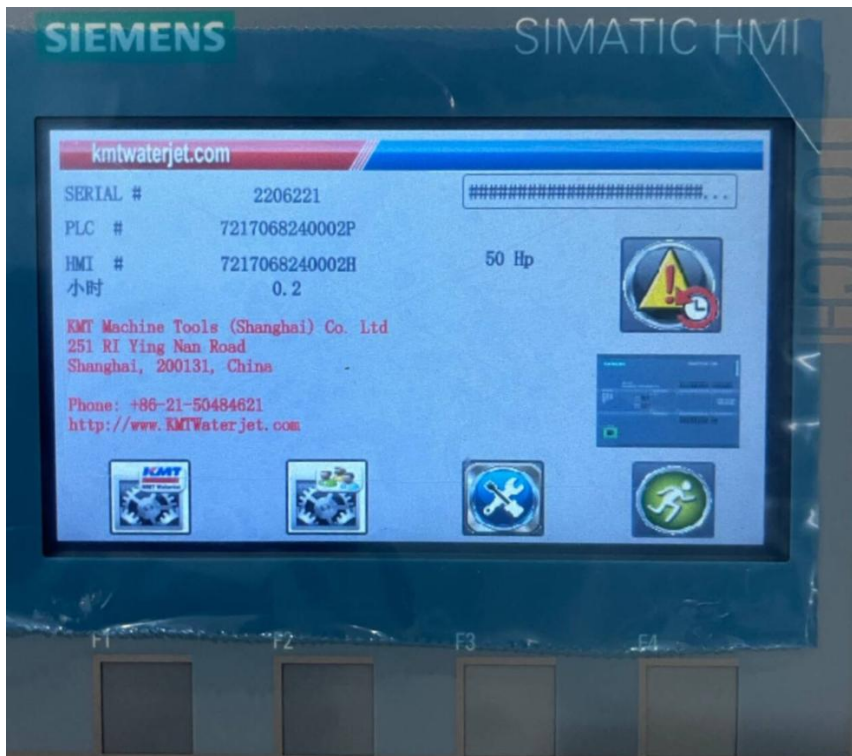 SIEMENS
SIMATIC HMI
kmtwaterjet.com
SERIAL # 2206221
########################...
PLC # 7217068240002P
HMI # 7217068240002H
50 Hp
小时 0.2
KMT Machine Tools (Shanghai) Co. Ltd
251 RI Ying Nan Road
Shanghai, 200131, China
Phone: +86-21-50484621
http://www.KMTWaterjet.com
KMT
F1 F2 F3 F4
TOUCH